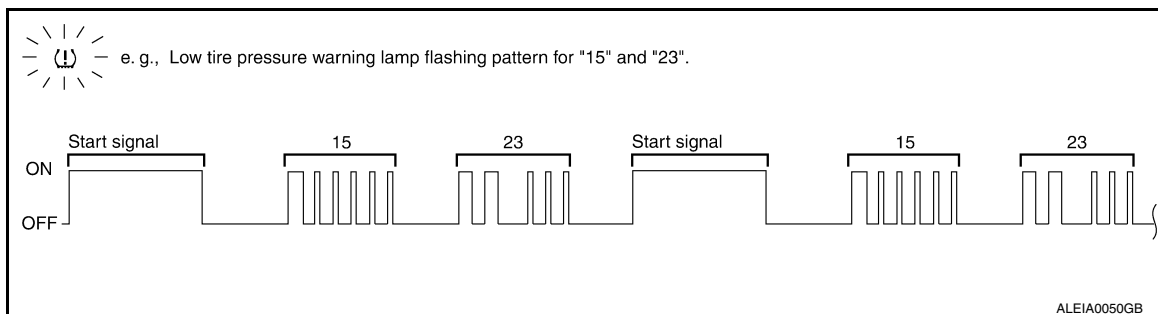 e. g., Low tire pressure warning lamp flashing pattern for "15" and "23".
Start signal 15 23 Start signal 15 23
ON
OFF
ALEIA0050GB